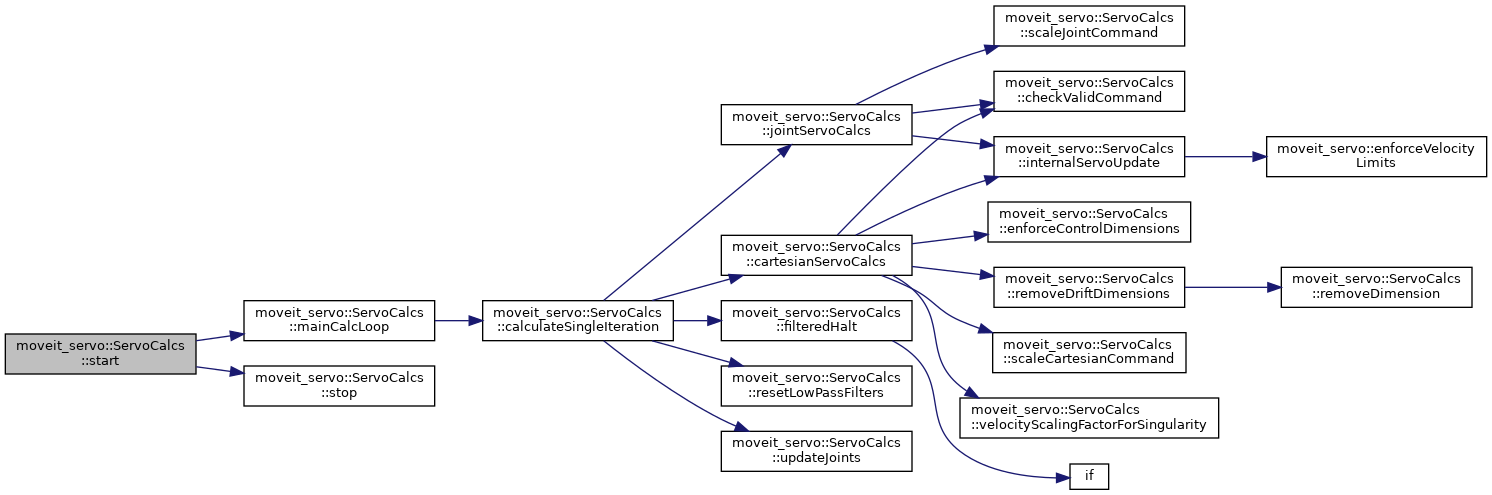 moveit_servo::ServoCalcs
::start
moveit_servo::ServoCalcs
::mainCalcLoop
moveit_servo::ServoCalcs
::stop
moveit_servo::ServoCalcs
::calculateSingleIteration
moveit_servo::ServoCalcs
::jointServoCalcs
moveit_servo::ServoCalcs
::cartesianServoCalcs
moveit_servo::ServoCalcs
::filteredHalt
moveit_servo::ServoCalcs
::resetLowPassFilters
moveit_servo::ServoCalcs
::updateJoints
moveit_servo::ServoCalcs
::scaleJointCommand
moveit_servo::ServoCalcs
::checkValidCommand
moveit_servo::ServoCalcs
::internalServoUpdate
moveit_servo::ServoCalcs
::enforceControlDimensions
moveit_servo::ServoCalcs
::removeDriftDimensions
moveit_servo::ServoCalcs
::scaleCartesianCommand
moveit_servo::ServoCalcs
::velocityScalingFactorForSingularity
if
moveit_servo::enforceVelocity
Limits
moveit_servo::ServoCalcs
::removeDimension